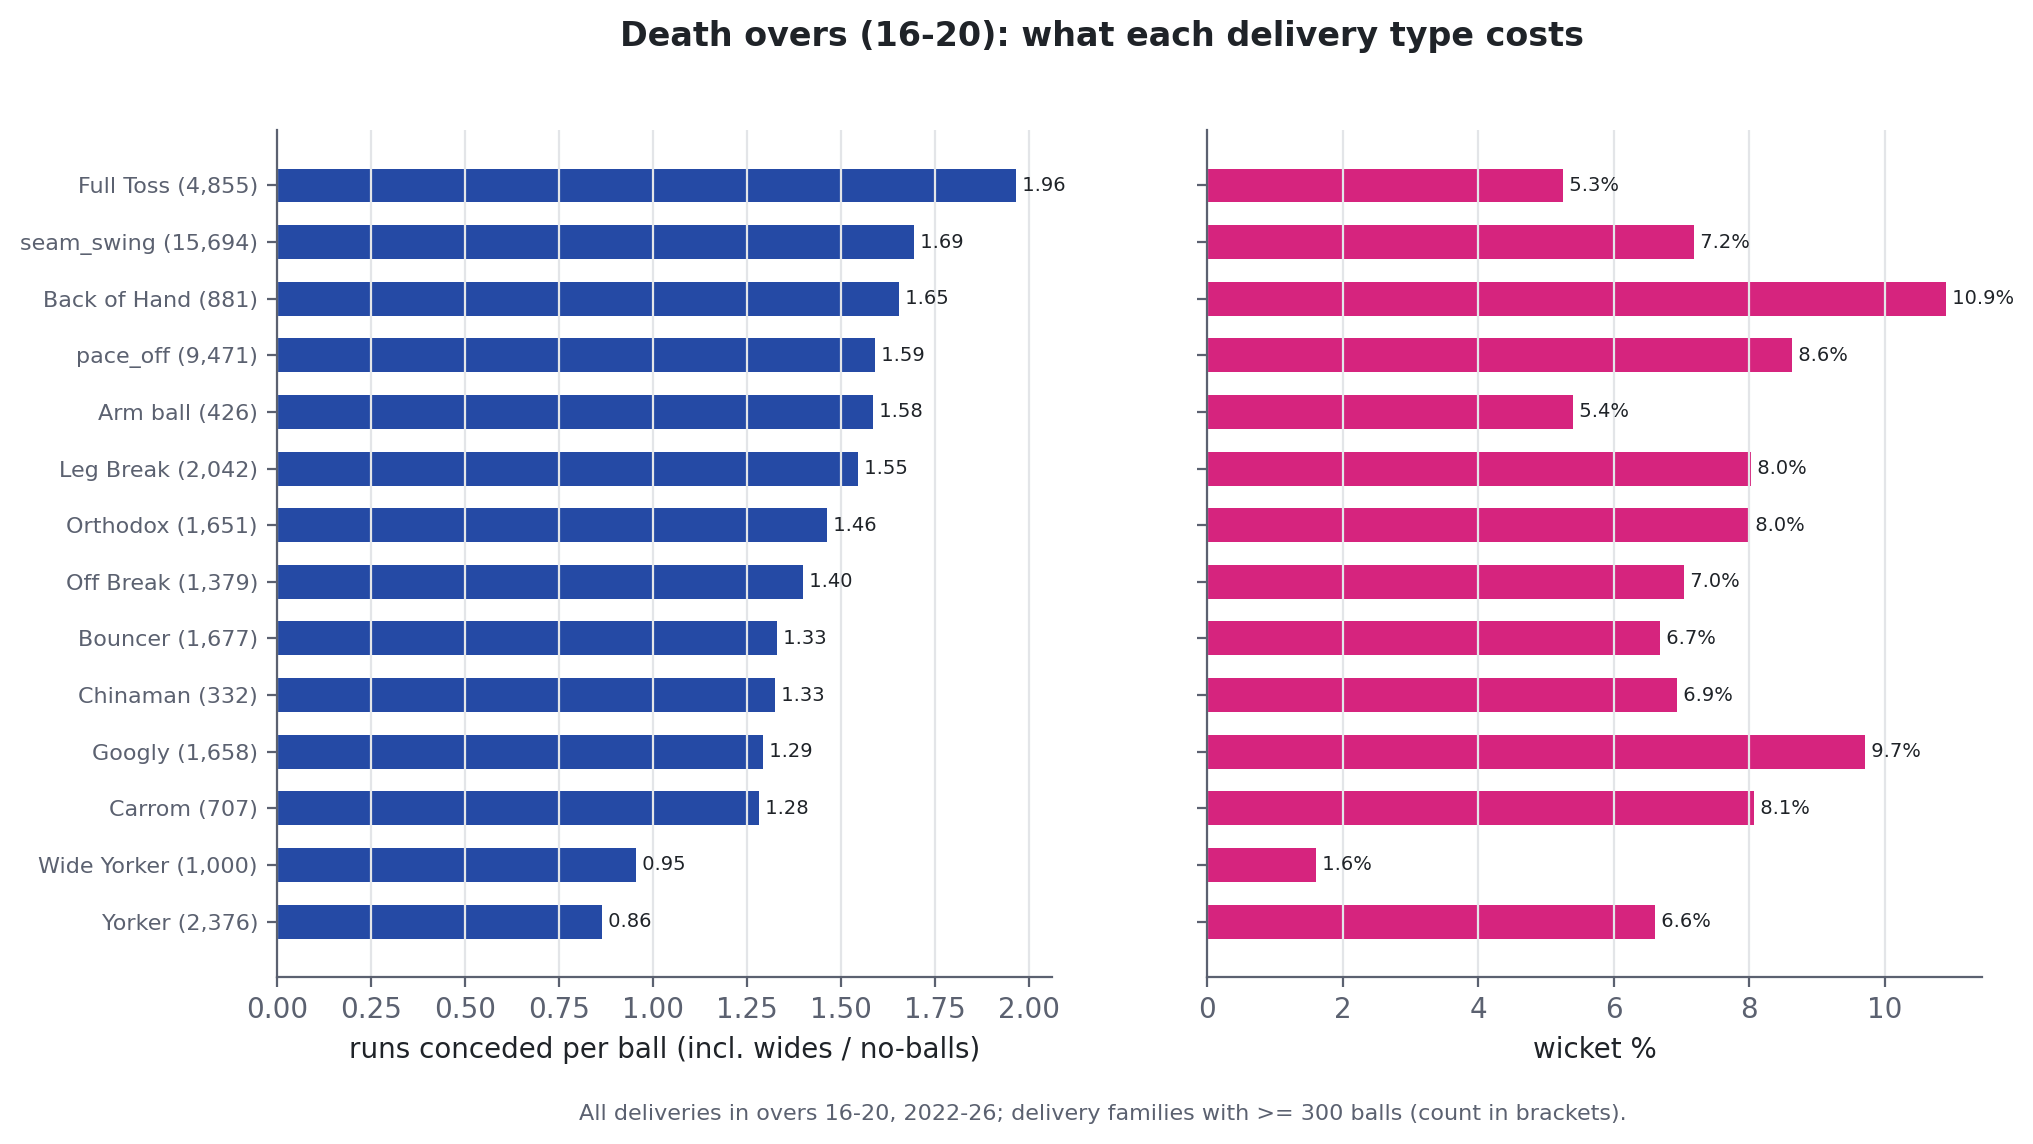 Death overs (16-20): what each delivery type costs
Full Toss (4,855) 1.96 5.3%
seam_swing (15,694) 1.69 7.2%
Back of Hand (881) 1.65 10.9%
pace_off (9,471) 1.59 8.6%
Arm ball (426) 1.58 5.4%
Leg Break (2,042) 1.55 8.0%
Orthodox (1,651) 1.46 8.0%
Off Break (1,379) 1.40 7.0%
Bouncer (1,677) 1.33 6.7%
Chinaman (332) 1.33 6.9%
Googly (1,658) 1.29 9.7%
Carrom (707) 1.28 8.1%
Wide Yorker (1,000) 0.95 1.6%
Yorker (2,376) 0.86 6.6%
0.00 0.25 0.50 0.75 1.00 1.25 1.50 1.75 2.00 0 2 4 6 8 10
runs conceded per ball (incl. wides / no-balls) wicket %
All deliveries in overs 16-20, 2022-26; delivery families with >= 300 balls (count in brackets).